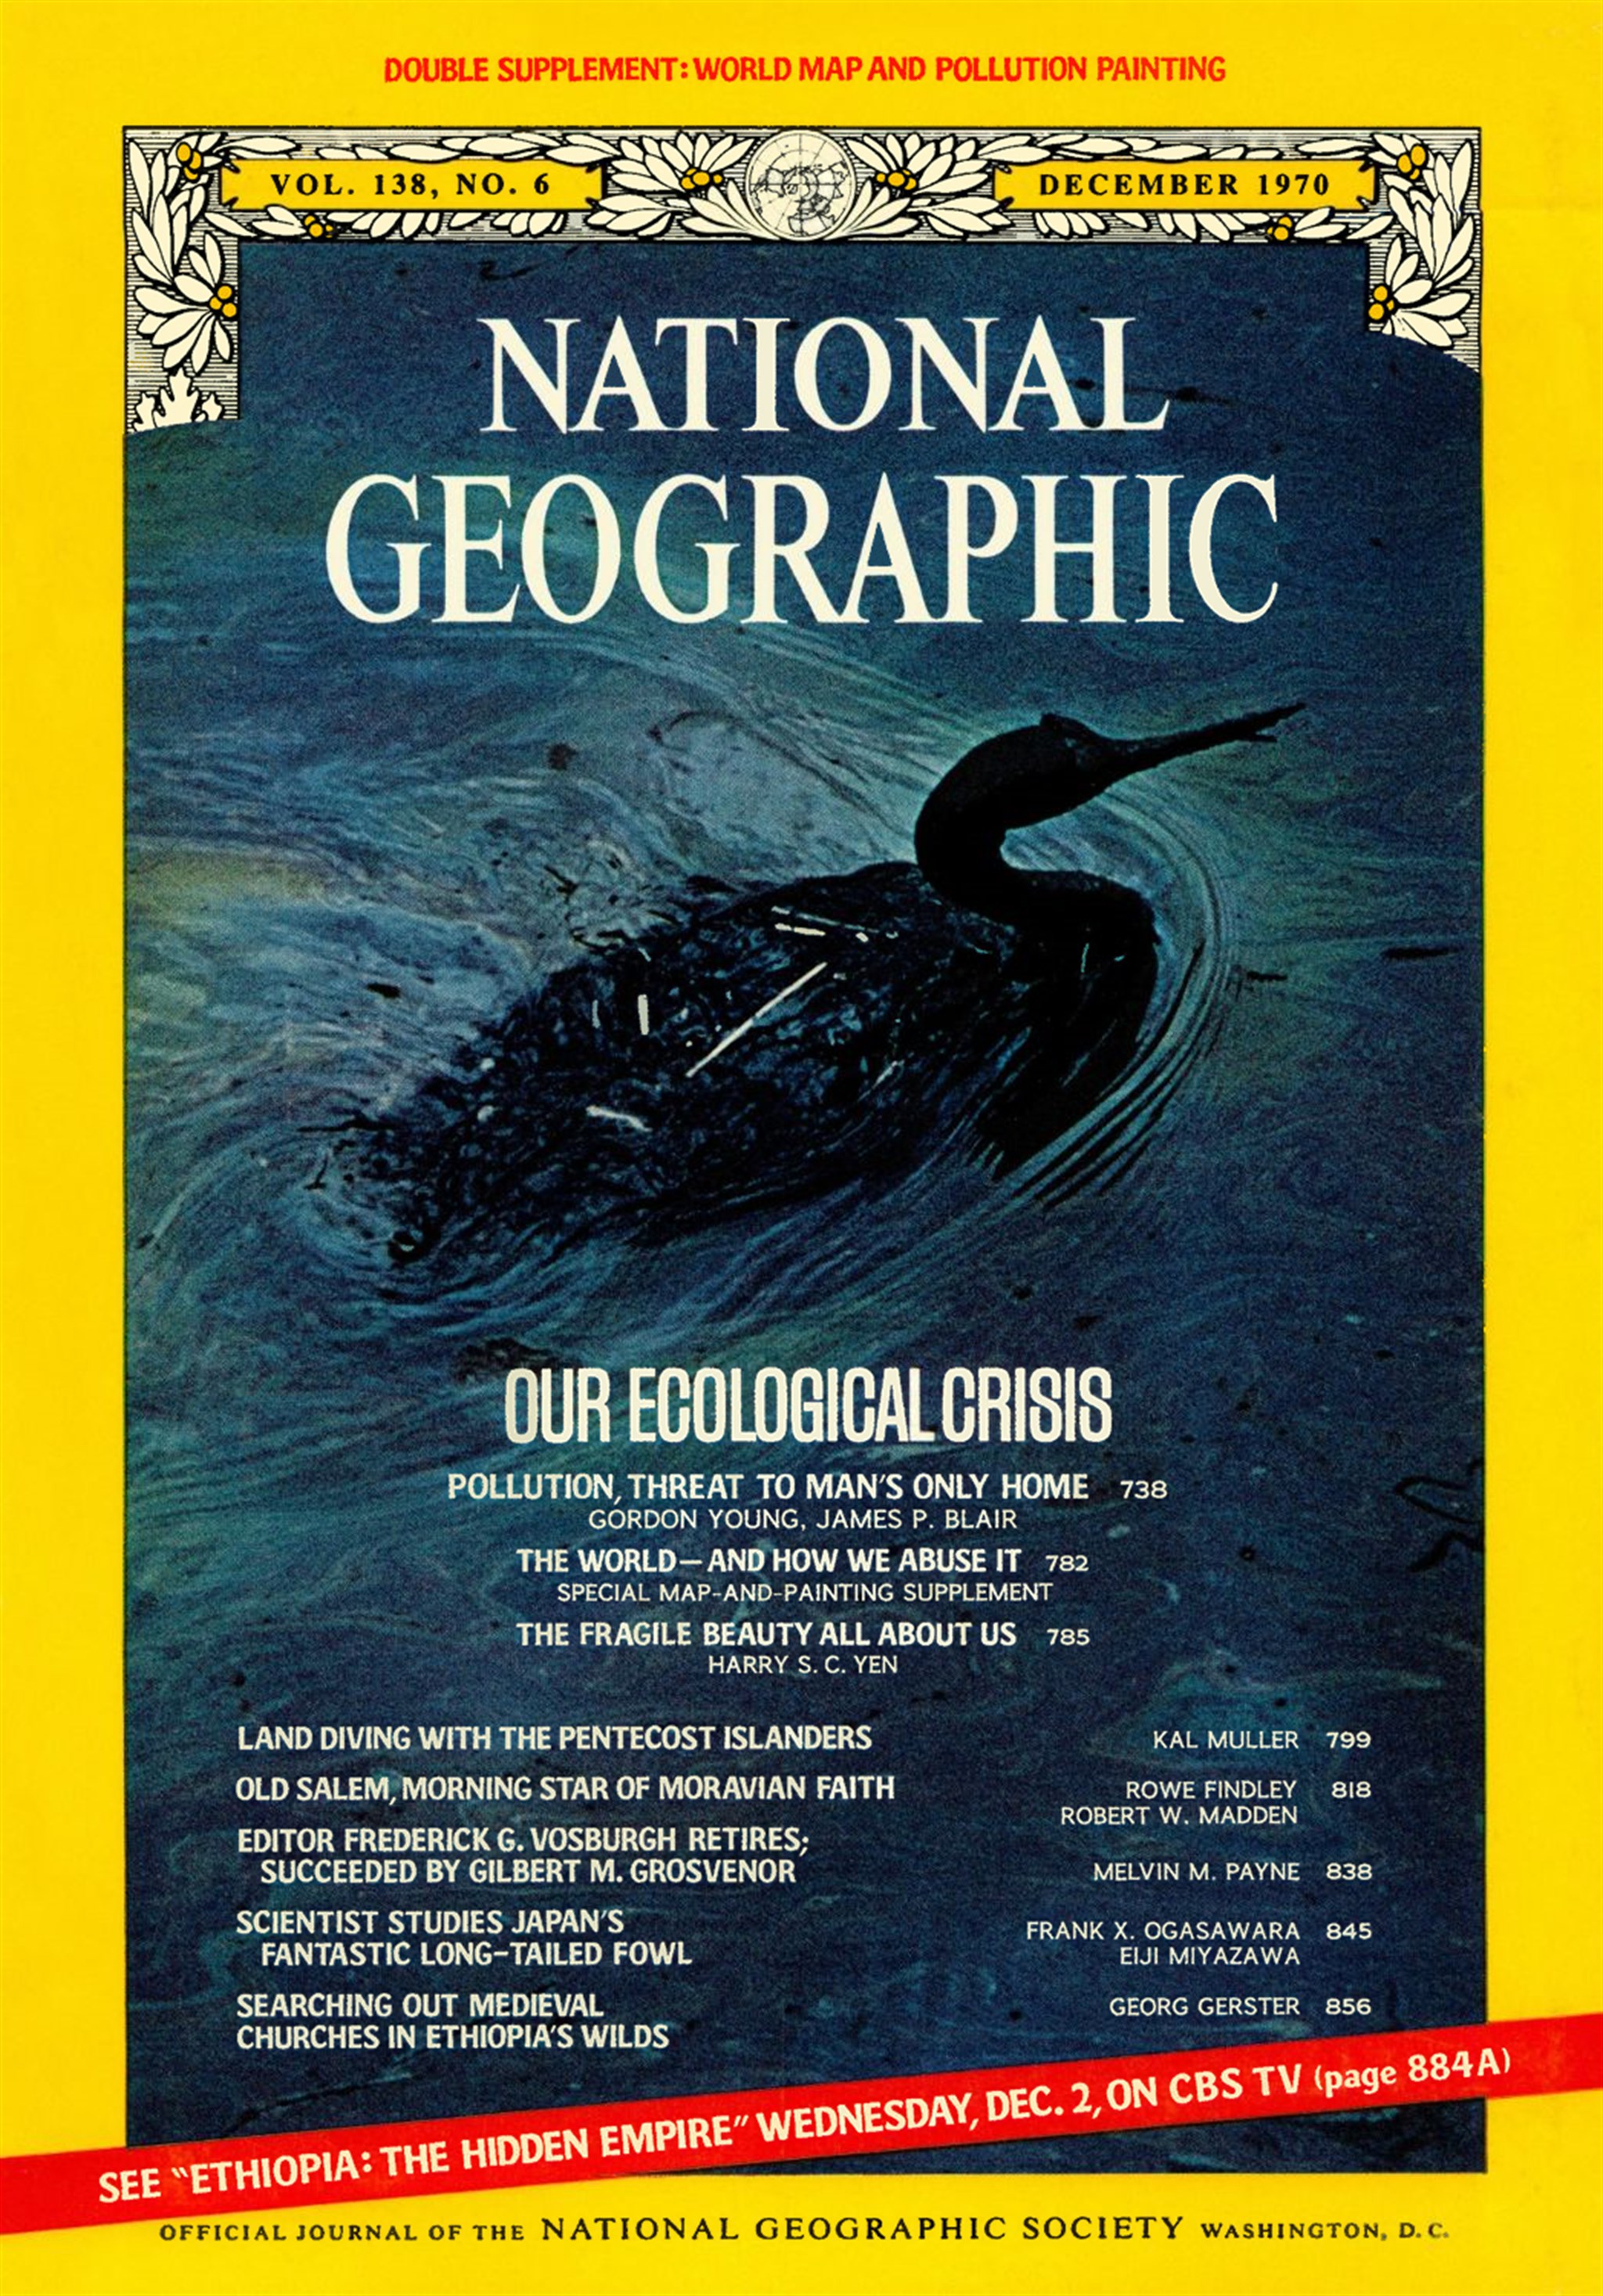 DOUBLE SUPPLEMENT: WORLD MAP AND POLLUTION PAINTING
VOL. 138, NO. 6
DECEMBER 1970
NATIONAL
GEOGRAPHIC
OUR ECOLOGICAL CRISIS
POLLUTION, THREAT TO MAN'S ONLY HOME 738
GORDON YOUNG, JAMES P. BLAIR
THE WORLD—AND HOW WE ABUSE IT 782
SPECIAL MAP-AND-PAINTING SUPPLEMENT
THE FRAGILE BEAUTY ALL ABOUT US 785
HARRY S. C. YEN
LAND DIVING WITH THE PENTECOST ISLANDERS KAL MULLER 799
OLD SALEM, MORNING STAR OF MORAVIAN FAITH ROWE FINDLEY 818
ROBERT W. MADDEN
EDITOR FREDERICK G. VOSBURGH RETIRES;
SUCCEEDED BY GILBERT M. GROSVENOR MELVIN M. PAYNE 838
SCIENTIST STUDIES JAPAN'S FRANK X. OGASAWARA 845
FANTASTIC LONG-TAILED FOWL EIJI MIYAZAWA
SEARCHING OUT MEDIEVAL GEORG GERSTER 856
CHURCHES IN ETHIOPIA'S WILDS
SEE "ETHIOPIA: THE HIDDEN EMPIRE" WEDNESDAY, DEC. 2, ON CBS TV (page 884A)
OFFICIAL JOURNAL OF THE NATIONAL GEOGRAPHIC SOCIETY WASHINGTON, D. C.